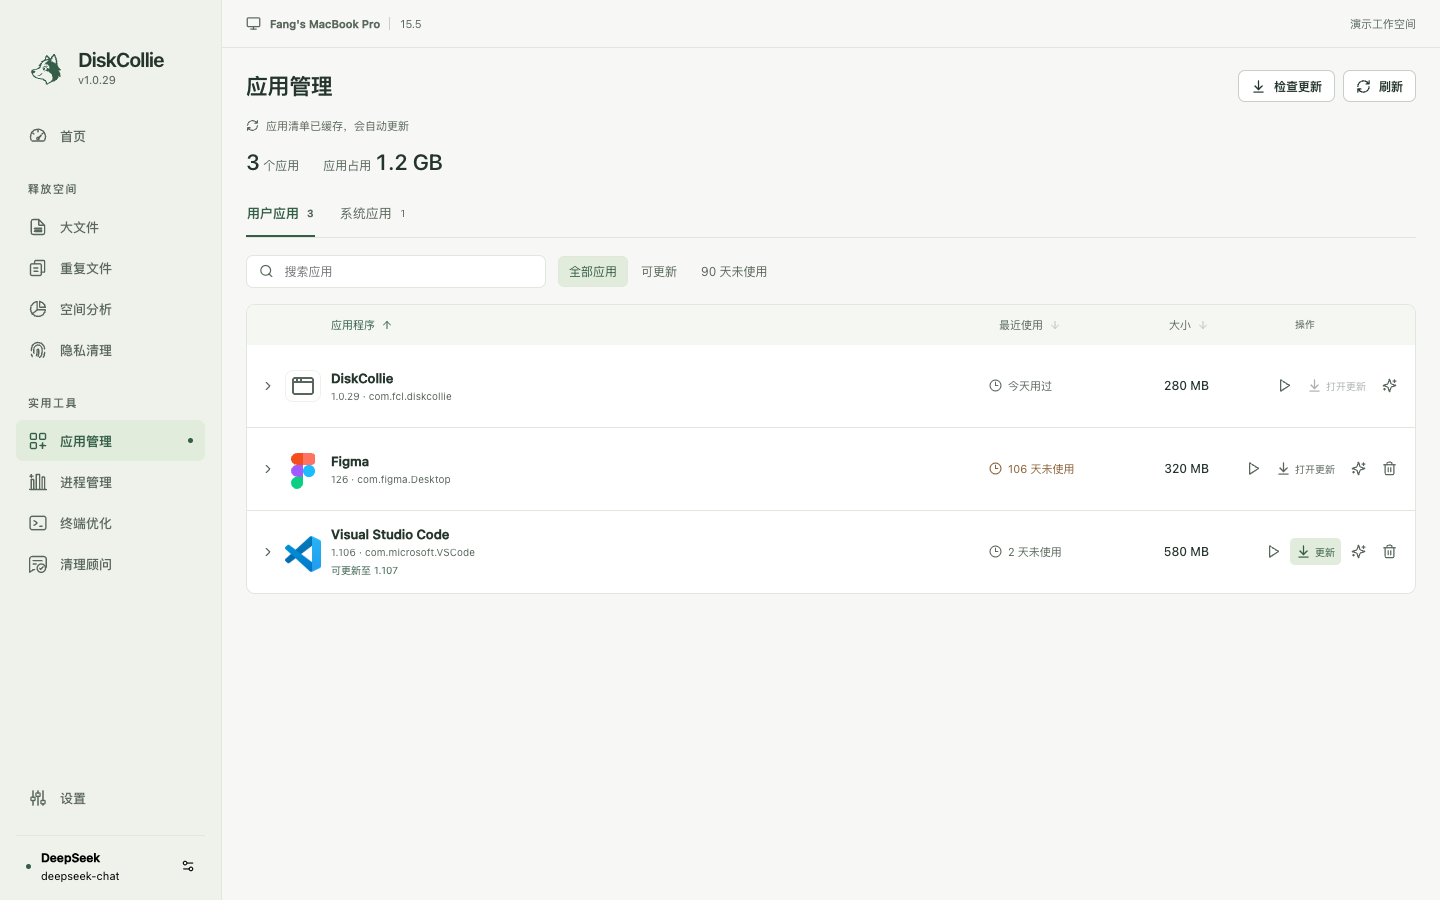 Fang's MacBook Pro 15.5
演示工作空间
DiskCollie
v1.0.29
首页
释放空间
大文件
重复文件
空间分析
隐私清理
实用工具
应用管理
进程管理
终端优化
清理顾问
设置
DeepSeek
deepseek-chat
应用管理
检查更新 刷新
应用清单已缓存，会自动更新
3 个应用 应用占用 1.2 GB
用户应用 3 系统应用 1
搜索应用 全部应用 可更新 90 天未使用
应用程序 最近使用 大小 操作
DiskCollie
1.0.29 · com.fcl.diskcollie
今天用过 280 MB 打开更新
Figma
126 · com.figma.Desktop
106 天未使用 320 MB 打开更新
Visual Studio Code
1.106 · com.microsoft.VSCode
可更新至 1.107
2 天未使用 580 MB 更新